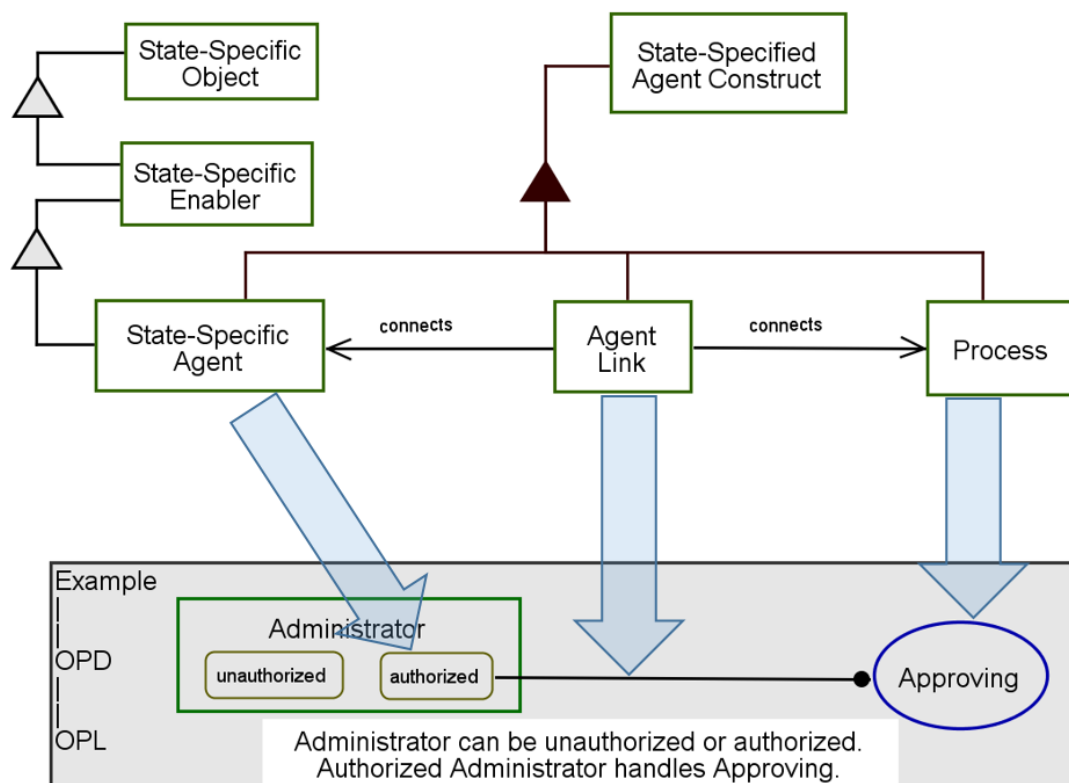 State-Specific
Object
State-Specified
Agent Construct
State-Specific
Enabler
State-Specific
Agent
connects
Agent
Link
connects
Process
Example
OPD
OPL
Administrator
unauthorized
authorized
Approving
Administrator can be unauthorized or authorized.
Authorized Administrator handles Approving.